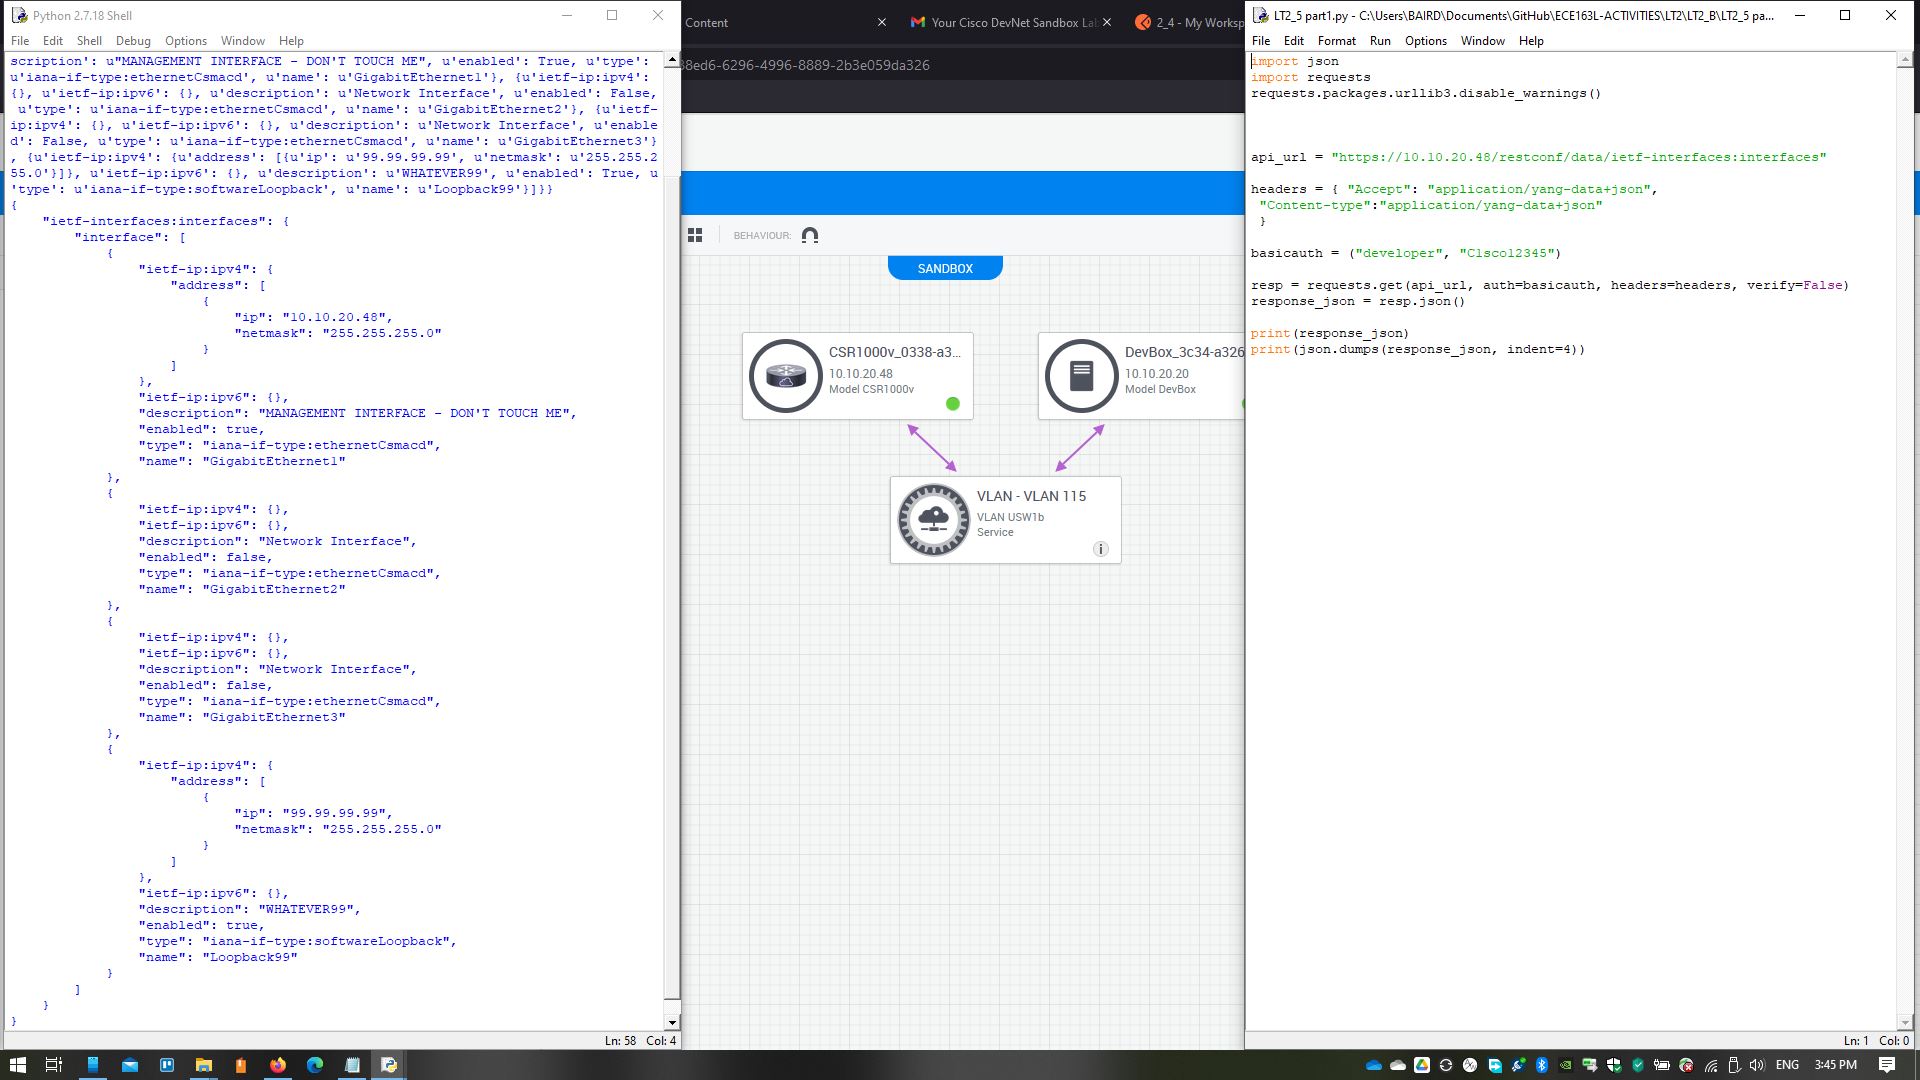 Python 2.7.18 Shell
File Edit Shell Debug Options Window Help
scription': u"MANAGEMENT INTERFACE - DON'T TOUCH ME", u'enabled': True, u'type':
u'iana-if-type:ethernetCsmacd', u'name': u'GigabitEthernet1'}, {u'ietf-ip:ipv4':
{}, u'ietf-ip:ipv6': {}, u'description': u'Network Interface', u'enabled': False,
u'type': u'iana-if-type:ethernetCsmacd', u'name': u'GigabitEthernet2'}, {u'ietf-
ip:ipv4': {}, u'ietf-ip:ipv6': {}, u'description': u'Network Interface', u'enable
d': False, u'type': u'iana-if-type:ethernetCsmacd', u'name': u'GigabitEthernet3'}
, {u'ietf-ip:ipv4': {u'address': [{u'ip': u'99.99.99.99', u'netmask': u'255.255.2
55.0'}]}, u'ietf-ip:ipv6': {}, u'description': u'WHATEVER99', u'enabled': True, u
'type': u'iana-if-type:softwareLoopback', u'name': u'Loopback99'}]}}
{
    "ietf-interfaces:interfaces": {
        "interface": [
            {
                "ietf-ip:ipv4": {
                    "address": [
                        {
                            "ip": "10.10.20.48",
                            "netmask": "255.255.255.0"
                        }
                    ]
                },
                "ietf-ip:ipv6": {},
                "description": "MANAGEMENT INTERFACE - DON'T TOUCH ME",
                "enabled": true,
                "type": "iana-if-type:ethernetCsmacd",
                "name": "GigabitEthernet1"
            },
            {
                "ietf-ip:ipv4": {},
                "ietf-ip:ipv6": {},
                "description": "Network Interface",
                "enabled": false,
                "type": "iana-if-type:ethernetCsmacd",
                "name": "GigabitEthernet2"
            },
            {
                "ietf-ip:ipv4": {},
                "ietf-ip:ipv6": {},
                "description": "Network Interface",
                "enabled": false,
                "type": "iana-if-type:ethernetCsmacd",
                "name": "GigabitEthernet3"
            },
            {
                "ietf-ip:ipv4": {
                    "address": [
                        {
                            "ip": "99.99.99.99",
                            "netmask": "255.255.255.0"
                        }
                    ]
                },
                "ietf-ip:ipv6": {},
                "description": "WHATEVER99",
                "enabled": true,
                "type": "iana-if-type:softwareLoopback",
                "name": "Loopback99"
            }
        ]
    }
}
Ln: 58 Col: 4
Content
Your Cisco DevNet Sandbox La
2_4 - My Worksp
38ed6-6296-4996-8889-2b3e059da326
BEHAVIOUR:
SANDBOX
CSR1000v_0338-a3...
10.10.20.48
Model CSR1000v
DevBox_3c34-a326
10.10.20.20
Model DevBox
VLAN - VLAN 115
VLAN USW1b
Service
LT2_5 part1.py - C:\Users\BAIRD\Documents\GitHub\ECE163L-ACTIVITIES\LT2\LT2_B\LT2_5 pa...
File Edit Format Run Options Window Help
import json
import requests
requests.packages.urllib3.disable_warnings()
api_url = "https://10.10.20.48/restconf/data/ietf-interfaces:interfaces"
headers = { "Accept": "application/yang-data+json",
 "Content-type":"application/yang-data+json"
 }
basicauth = ("developer", "C1sco12345")
resp = requests.get(api_url, auth=basicauth, headers=headers, verify=False)
response_json = resp.json()
print(response_json)
print(json.dumps(response_json, indent=4))
Ln: 1 Col: 0
ENG 3:45 PM